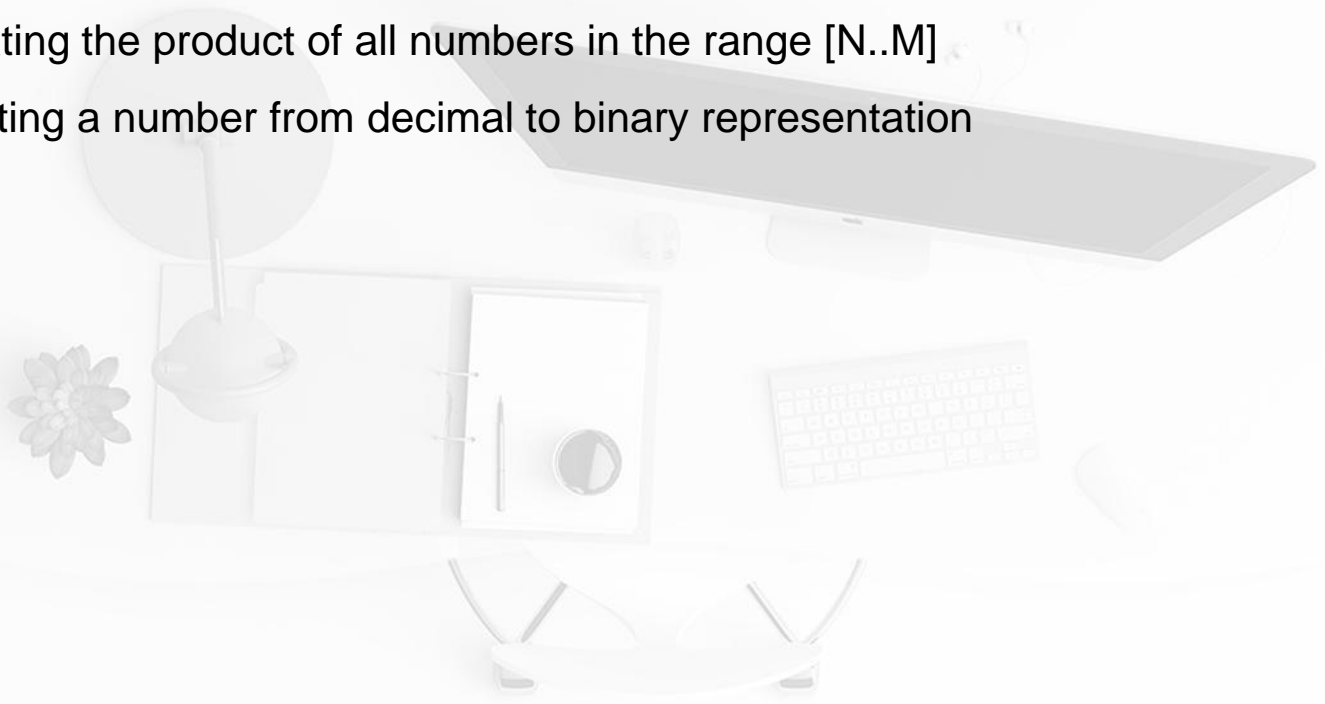 ting the product of all numbers in the range [N..M]
ting a number from decimal to binary representation